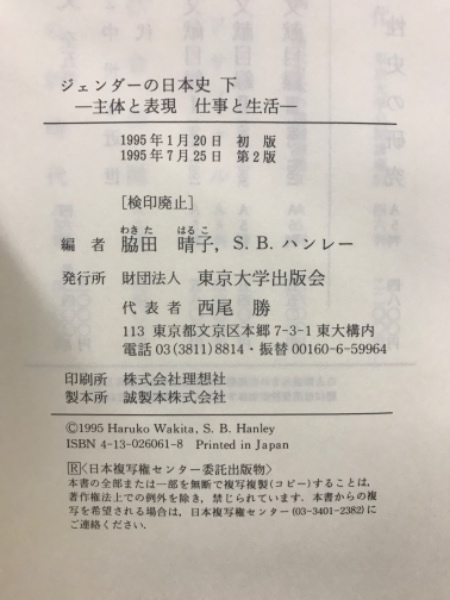 ジェンダーの日本史 下
―主体と表現 仕事と生活―
1995年1月20日 初 版
1995年7月25日 第2版
[検印廃止]
わきた はるこ
編 者 脇田 晴子, S. B. ハンレー
発行所 財団法人 東京大学出版会
代表者 西尾 勝
113 東京都文京区本郷7-3-1 東大構内
電話03(3811)8814・振替00160-6-59964
印刷所 株式会社理想社
製本所 誠製本株式会社
©1995 Haruko Wakita, S. B. Hanley
ISBN 4-13-026061-8 Printed in Japan
Ⓡ〈日本複写権センター委託出版物〉
本書の全部または一部を無断で複写複製(コピー)することは,
著作権法上での例外を除き,禁じられています.本書からの複
写を希望される場合は,日本複写権センター(03-3401-2382)に
ご連絡ください.